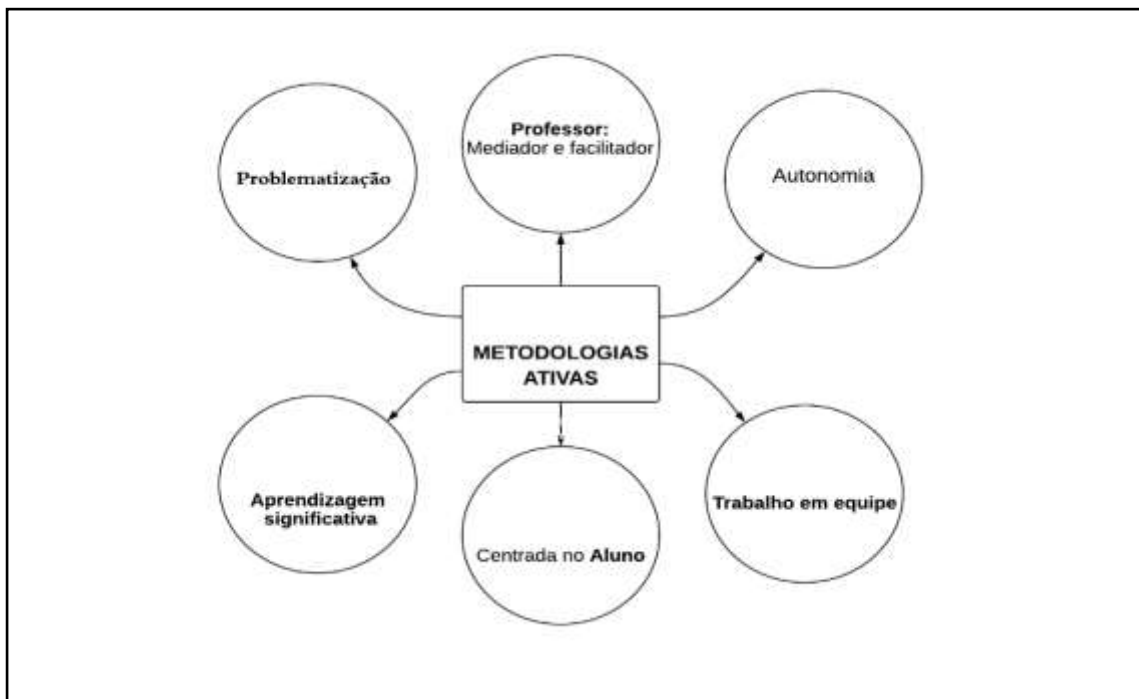 Professor:
Mediador e facilitador
Problematização
Autonomia
METODOLOGIAS
ATIVAS
Aprendizagem
significativa
Centrada no Aluno
Trabalho em equipe